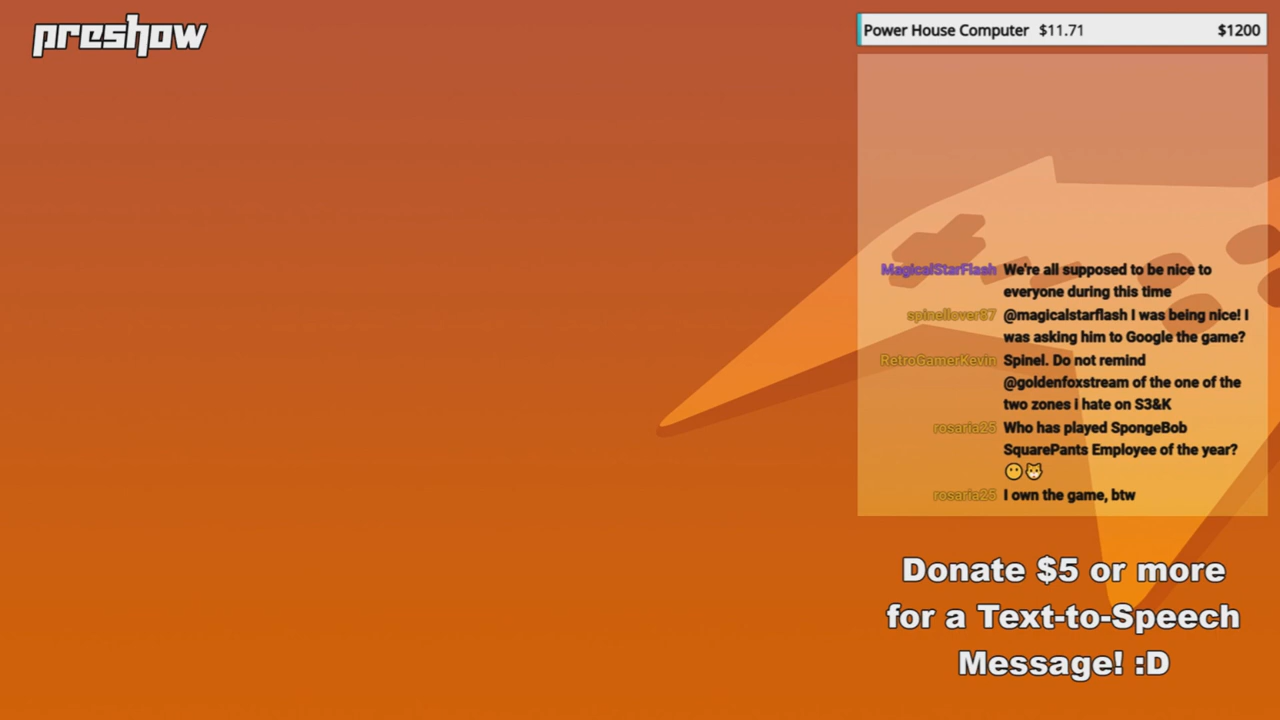 preshow
Power House Computer $11.71 $1200
MagicalStarFlash We're all supposed to be nice to
everyone during this time
spinellover87 @magicalstarflash I was being nice! I
was asking him to Google the game?
RetroGamerKevin Spinel. Do not remind
@goldenfoxstream of the one of the
two zones I hate on S3&K
rosaria25 Who has played SpongeBob
SquarePants Employee of the year?
😶🐱
rosaria25 I own the game, btw
Donate $5 or more
for a Text-to-Speech
Message! :D